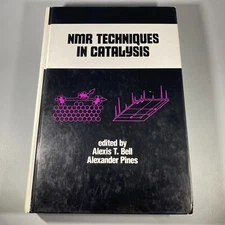 NMR TECHNIQUES
IN CATALYSIS
edited by
Alexis T. Bell
Alexander Pines